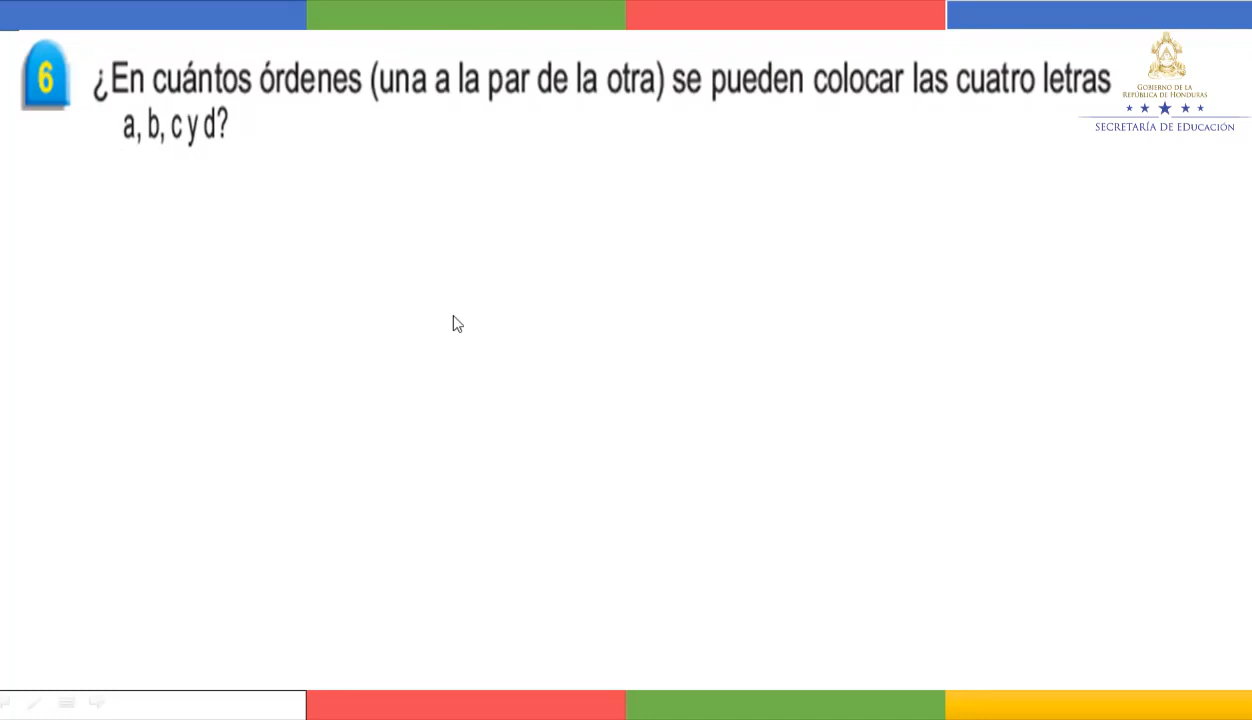 6 ¿En cuántos órdenes (una a la par de la otra) se pueden colocar las cuatro letras
a, b, c y d?
GOBIERNO DE LA
REPÚBLICA DE HONDURAS
SECRETARÍA DE EDUCACIÓN